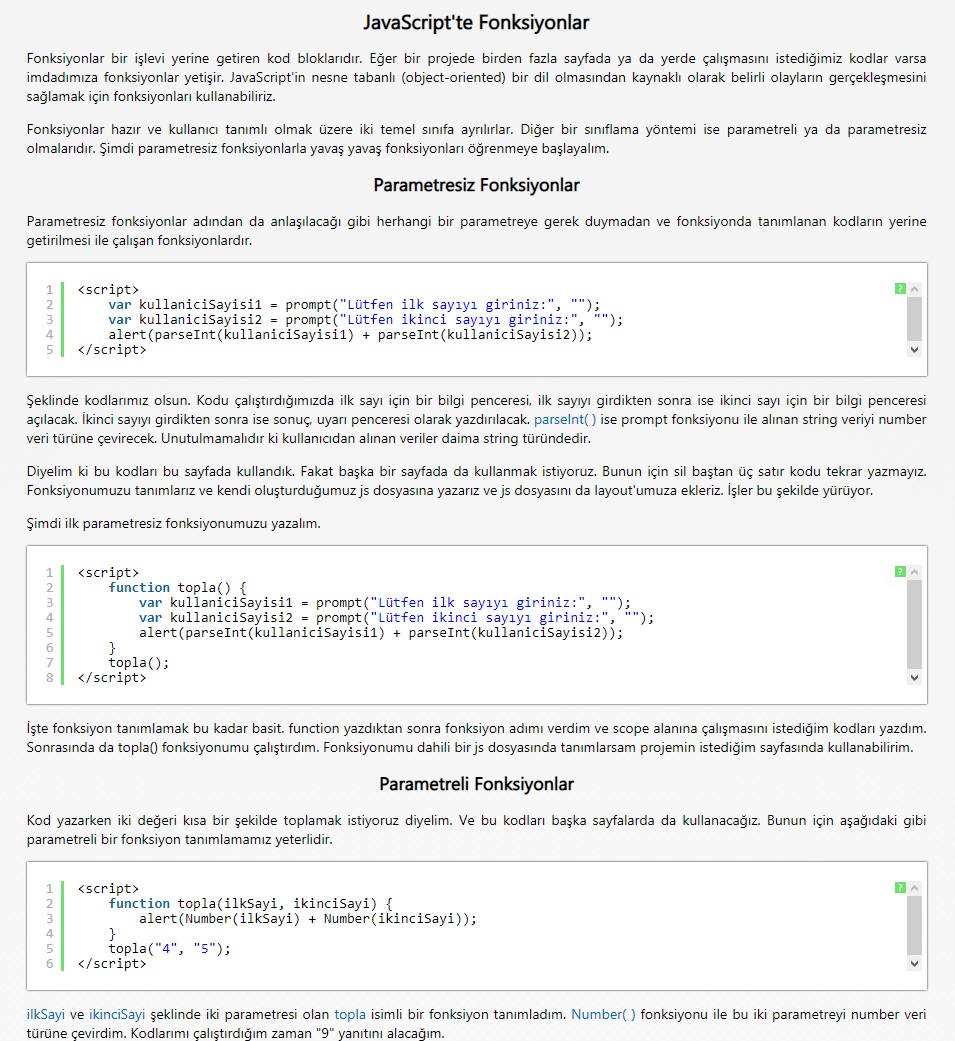 JavaScript'te Fonksiyonlar
Fonksiyonlar bir işlevi yerine getiren kod bloklarıdır. Eğer bir projede birden fazla sayfada ya da yerde çalışmasını istediğimiz kodlar varsa
imdadımıza fonksiyonlar yetişir. JavaScript'in nesne tabanlı (object-oriented) bir dil olmasından kaynaklı olarak belirli olayların gerçekleşmesini
sağlamak için fonksiyonları kullanabiliriz.
Fonksiyonlar hazır ve kullanıcı tanımlı olmak üzere iki temel sınıfa ayrılırlar. Diğer bir sınıflama yöntemi ise parametreli ya da parametresiz
olmalarıdır. Şimdi parametresiz fonksiyonlarla yavaş yavaş fonksiyonları öğrenmeye başlayalım.
Parametresiz Fonksiyonlar
Parametresiz fonksiyonlar adından da anlaşılacağı gibi herhangi bir parametreye gerek duymadan ve fonksiyonda tanımlanan kodların yerine
getirilmesi ile çalışan fonksiyonlardır.
1 <script> ?
2 var kullaniciSayisi1 = prompt("Lütfen ilk sayıyı giriniz:", "");
3 var kullaniciSayisi2 = prompt("Lütfen ikinci sayıyı giriniz:", "");
4 alert(parseInt(kullaniciSayisi1) + parseInt(kullaniciSayisi2));
5 </script>
Şeklinde kodlarımız olsun. Kodu çalıştırdığımızda ilk sayı için bir bilgi penceresi, ilk sayıyı girdikten sonra ise ikinci sayı için bir bilgi penceresi
açılacak. İkinci sayıyı girdikten sonra ise sonuç, uyarı penceresi olarak yazdırılacak. parseInt( ) ise prompt fonksiyonu ile alınan string veriyi number
veri türüne çevirecek. Unutulmamalıdır ki kullanıcıdan alınan veriler daima string türündedir.
Diyelim ki bu kodları bu sayfada kullandık. Fakat başka bir sayfada da kullanmak istiyoruz. Bunun için sil baştan üç satır kodu tekrar yazmayız.
Fonksiyonumuzu tanımlarız ve kendi oluşturduğumuz js dosyasına yazarız ve js dosyasını da layout'umuza ekleriz. İşler bu şekilde yürüyor.
Şimdi ilk parametresiz fonksiyonumuzu yazalım.
1 <script> ?
2 function topla() {
3 var kullaniciSayisi1 = prompt("Lütfen ilk sayıyı giriniz:", "");
4 var kullaniciSayisi2 = prompt("Lütfen ikinci sayıyı giriniz:", "");
5 alert(parseInt(kullaniciSayisi1) + parseInt(kullaniciSayisi2));
6 }
7 topla();
8 </script>
İşte fonksiyon tanımlamak bu kadar basit. function yazdıktan sonra fonksiyon adımı verdim ve scope alanına çalışmasını istediğim kodları yazdım.
Sonrasında da topla() fonksiyonumu çalıştırdım. Fonksiyonumu dahili bir js dosyasında tanımlarsam projemin istediğim sayfasında kullanabilirim.
Parametreli Fonksiyonlar
Kod yazarken iki değeri kısa bir şekilde toplamak istiyoruz diyelim. Ve bu kodları başka sayfalarda da kullanacağız. Bunun için aşağıdaki gibi
parametreli bir fonksiyon tanımlamamız yeterlidir.
1 <script> ?
2 function topla(ilkSayi, ikinciSayi) {
3 alert(Number(ilkSayi) + Number(ikinciSayi));
4 }
5 topla("4", "5");
6 </script>
ilkSayi ve ikinciSayi şeklinde iki parametresi olan topla isimli bir fonksiyon tanımladım. Number( ) fonksiyonu ile bu iki parametreyi number veri
türüne çevirdim. Kodlarımı çalıştırdığım zaman "9" yanıtını alacağım.